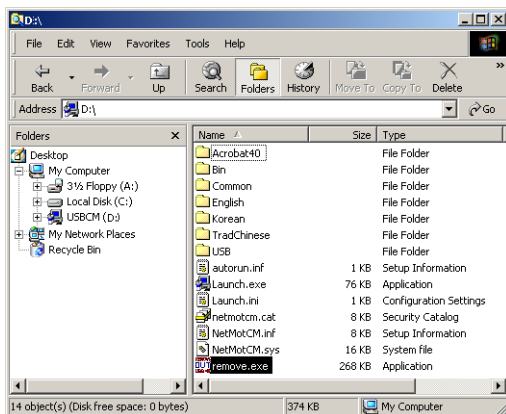 D:\
File Edit View Favorites Tools Help
Back Forward Up Search Folders History Move To Copy To Delete »
Address D:\ Go
Folders x
Desktop
My Computer
3½ Floppy (A:)
Local Disk (C:)
USBCM (D:)
My Network Places
Recycle Bin
Name Size Type
Acrobat40 File Folder
Bin File Folder
Common File Folder
English File Folder
Korean File Folder
TradChinese File Folder
USB File Folder
autorun.inf 1 KB Setup Information
Launch.exe 76 KB Application
Launch.ini 1 KB Configuration Settings
netmotcm.cat 8 KB Security Catalog
NetMotCM.inf 8 KB Setup Information
NetMotCM.sys 16 KB System file
OUT remove.exe 268 KB Application
14 object(s) (Disk free space: 0 bytes) 374 KB My Computer